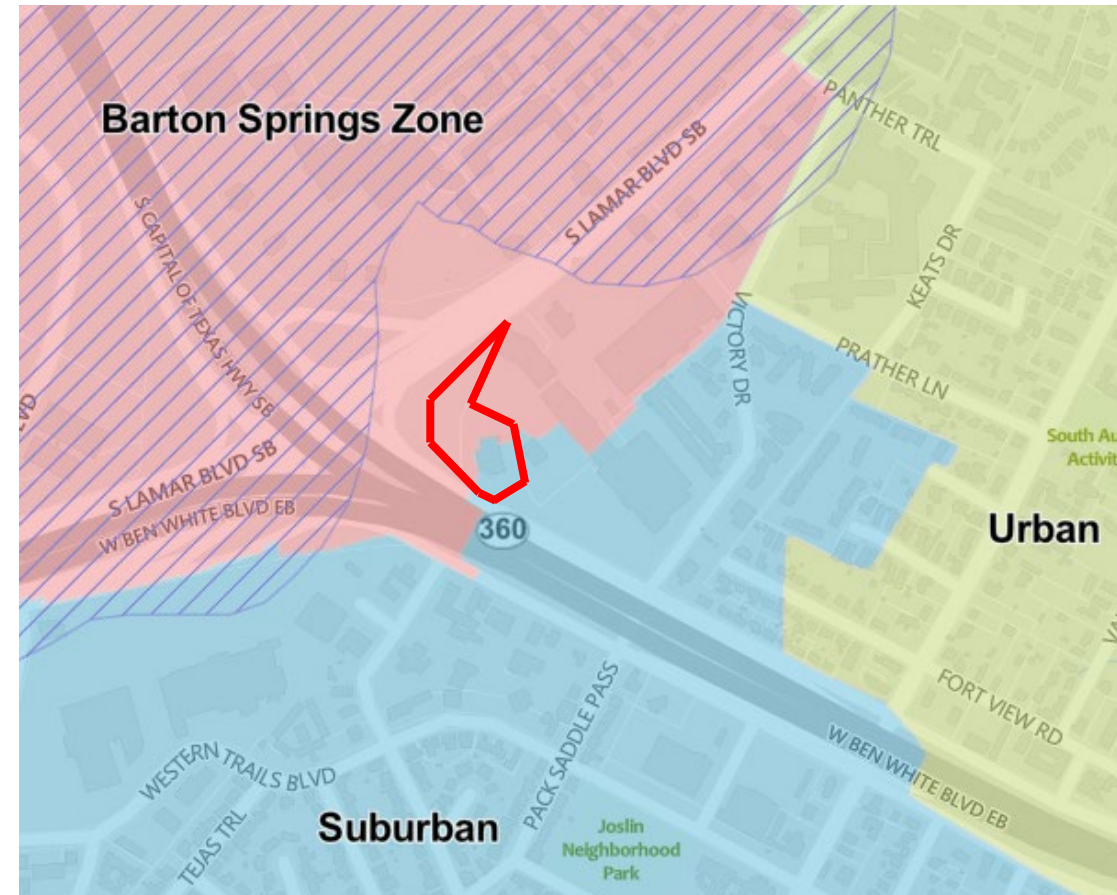 Barton Springs Zone
PANTHER TRL
S LAMAR BLVD SB
S CAPITAL OF TEXAS HWY SB
KEATS DR
VICTORY DR
PRATHER LN
LVD
South Au
Activit
S LAMAR BLVD SB
W BEN WHITE BLVD EB
360
Urban
FORT VIEW RD
PACK SADDLE PASS
W BEN WHITE BLVD EB
WESTERN TRAILS BLVD
TEJAS TRL
Suburban
Joslin
Neighborhood
Park